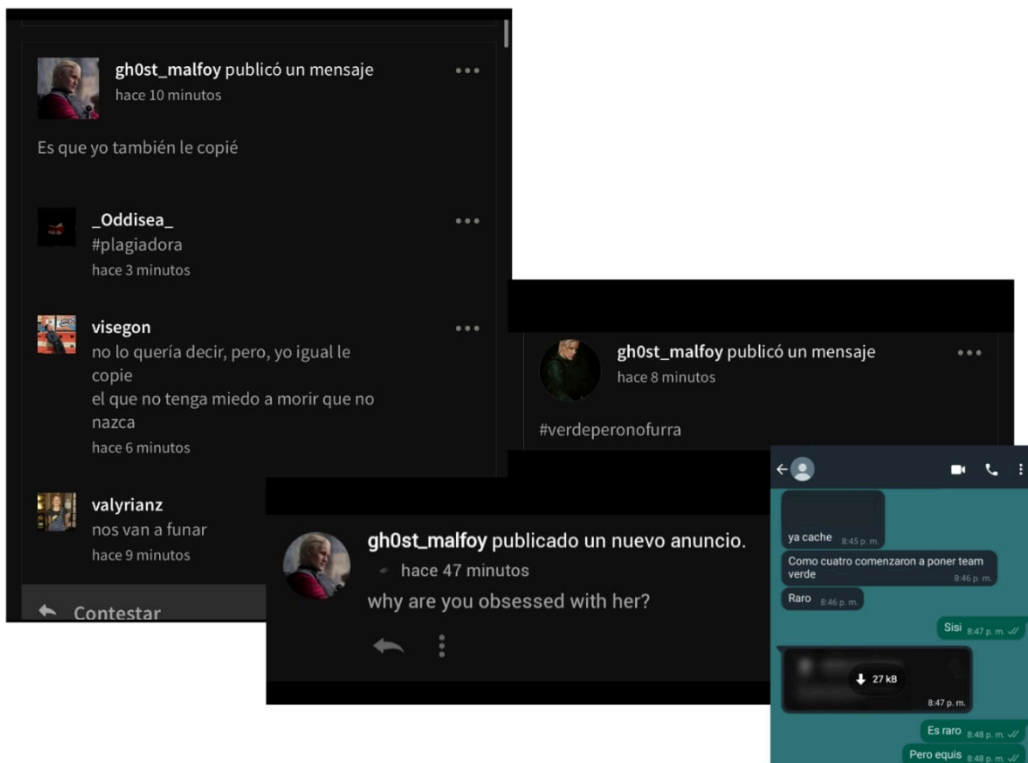 gh0st_malfoy publicó un mensaje
hace 10 minutos
Es que yo también le copié
_Oddisea_
#plagiadora
hace 3 minutos
visegon
no lo quería decir, pero, yo igual le
copie
el que no tenga miedo a morir que no
nazca
hace 6 minutos
valyrianz
nos van a funar
hace 9 minutos
Contestar
gh0st_malfoy publicó un mensaje
hace 8 minutos
#verdeperonofurra
gh0st_malfoy publicado un nuevo anuncio.
hace 47 minutos
why are you obsessed with her?
ya cache 8:45 p. m.
Como cuatro comenzaron a poner team
verde 8:46 p. m.
Raro 8:46 p. m.
Sisi 8:47 p. m.
27 kB
8:47 p. m.
Es raro 8:48 p. m.
Pero equis 8:48 p. m.